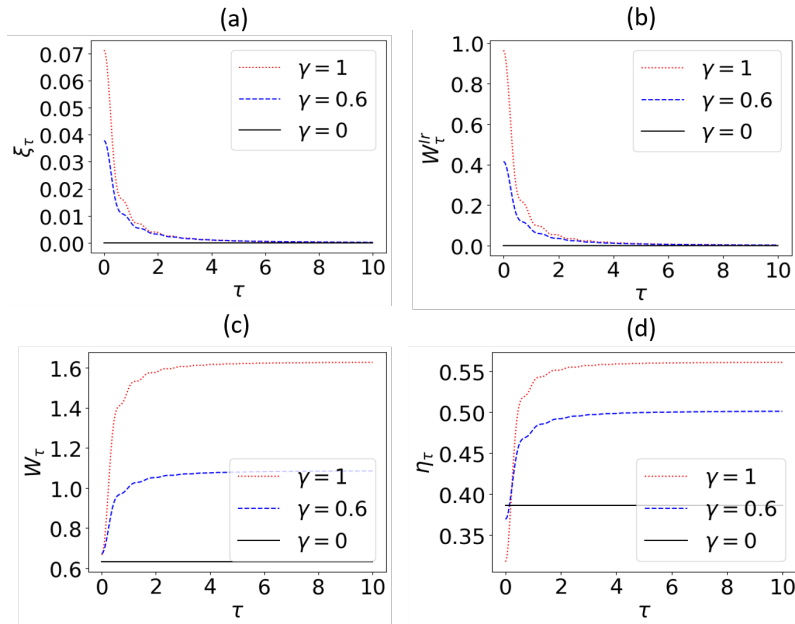 (a)
0.07
0.06
0.05
0.04
0.03
0.02
0.01
0.00
ξτ
γ = 1
γ = 0.6
γ = 0
0 2 4 6 8 10
τ
(b)
1.0
0.8
0.6
0.4
0.2
0.0
Wτ^Ir
γ = 1
γ = 0.6
γ = 0
0 2 4 6 8 10
τ
(c)
1.6
1.4
1.2
1.0
0.8
0.6
Wτ
γ = 1
γ = 0.6
γ = 0
0 2 4 6 8 10
τ
(d)
0.55
0.50
0.45
0.40
0.35
ητ
γ = 1
γ = 0.6
γ = 0
0 2 4 6 8 10
τ